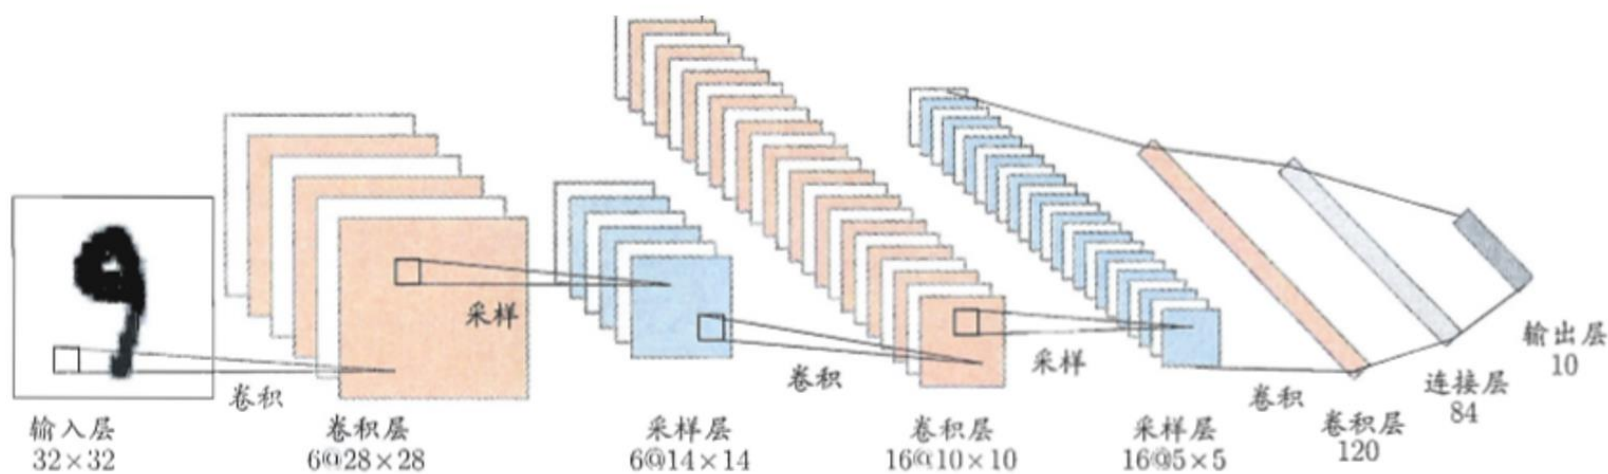 采样
卷积
采样
卷积
卷积
输入层
32×32
卷积层
6@28×28
采样层
6@14×14
卷积层
16@10×10
采样层
16@5×5
卷积层
120
连接层
84
输出层
10